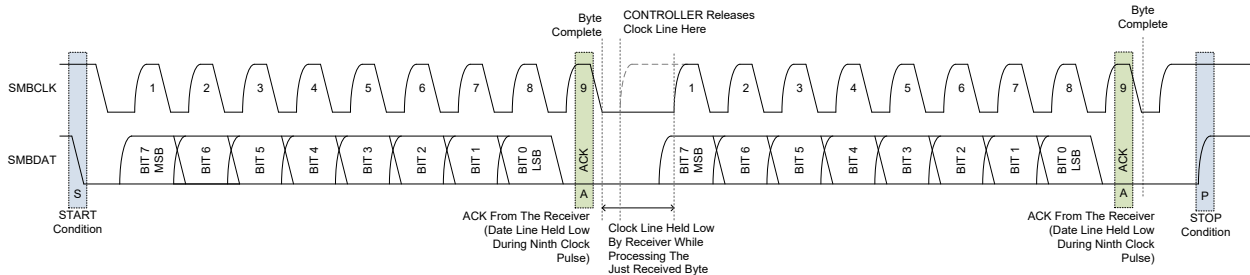 Byte
Complete
CONTROLLER Releases
Clock Line Here
Byte
Complete
SMBCLK
1
2
3
4
5
6
7
8
9
1
2
3
4
5
6
7
8
9
SMBDAT
BIT 7
MSB
BIT 6
BIT 5
BIT 4
BIT 3
BIT 2
BIT 1
BIT 0
LSB
ACK
BIT 7
MSB
BIT 6
BIT 5
BIT 4
BIT 3
BIT 2
BIT 1
BIT 0
LSB
ACK
S
A
A
P
START
Condition
ACK From The Receiver
(Date Line Held Low
During Ninth Clock
Pulse)
Clock Line Held Low
By Receiver While
Processing The
Just Received Byte
ACK From The Receiver
(Date Line Held Low
During Ninth Clock
Pulse)
STOP
Condition